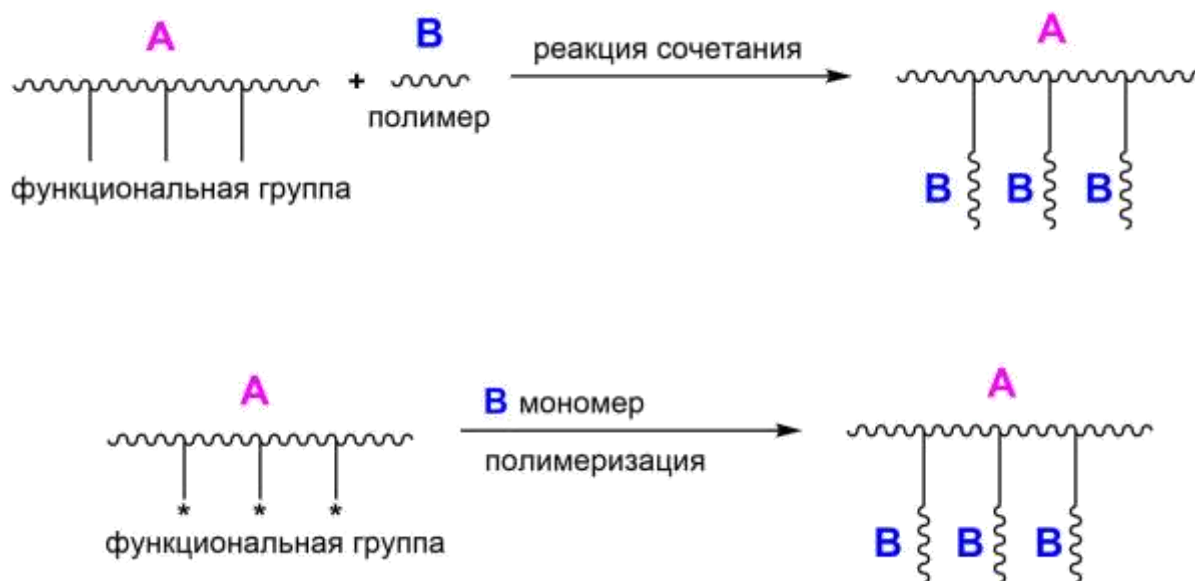 A
B
A
+
реакция сочетания
полимер
функциональная группа
B B B
A
B мономер
A
полимеризация
* * *
функциональная группа
B B B